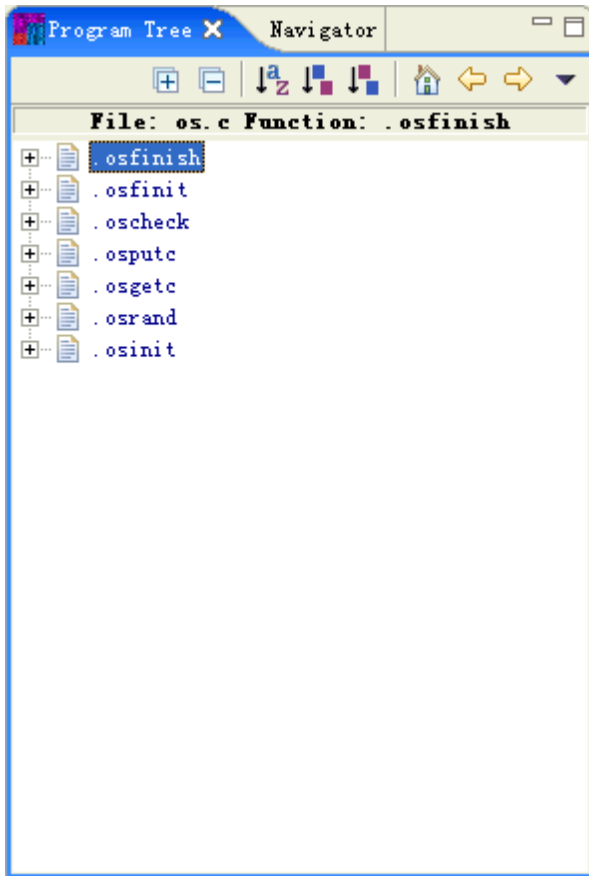 Program Tree Navigator
a
z
File: os.c Function: .osfinish
.osfinish
.osfinit
.oscheck
.osputc
.osgetc
.osrand
.osinit